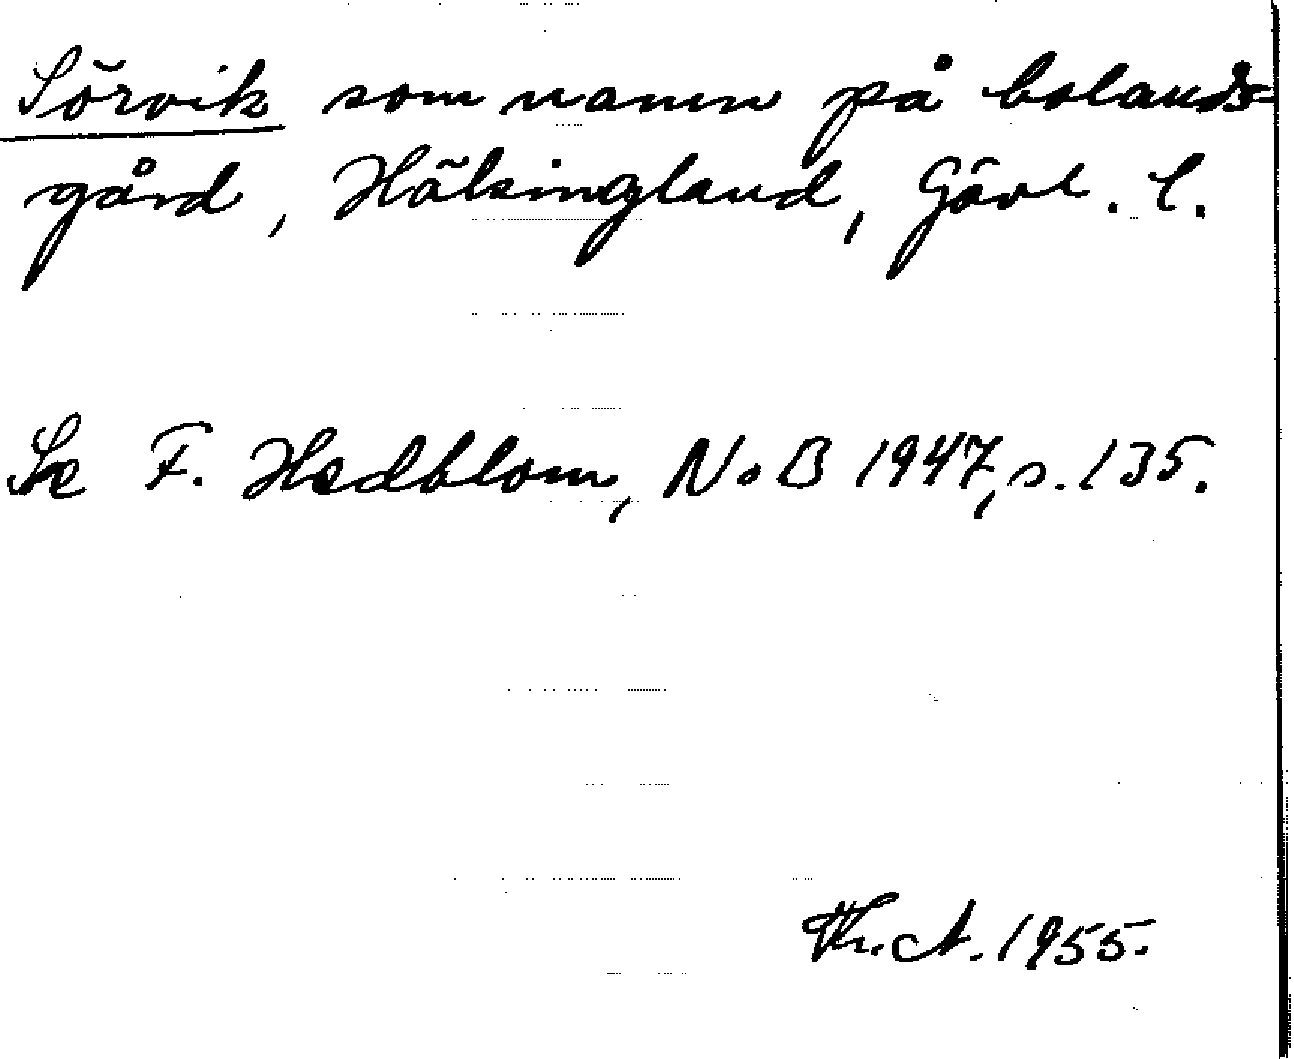 Sörvik som namn på bolands-
gård, Hälsingland, Gävl. l.
Se F. Hedblom, NoB 1947, s. 135.
Th. A. 1955.